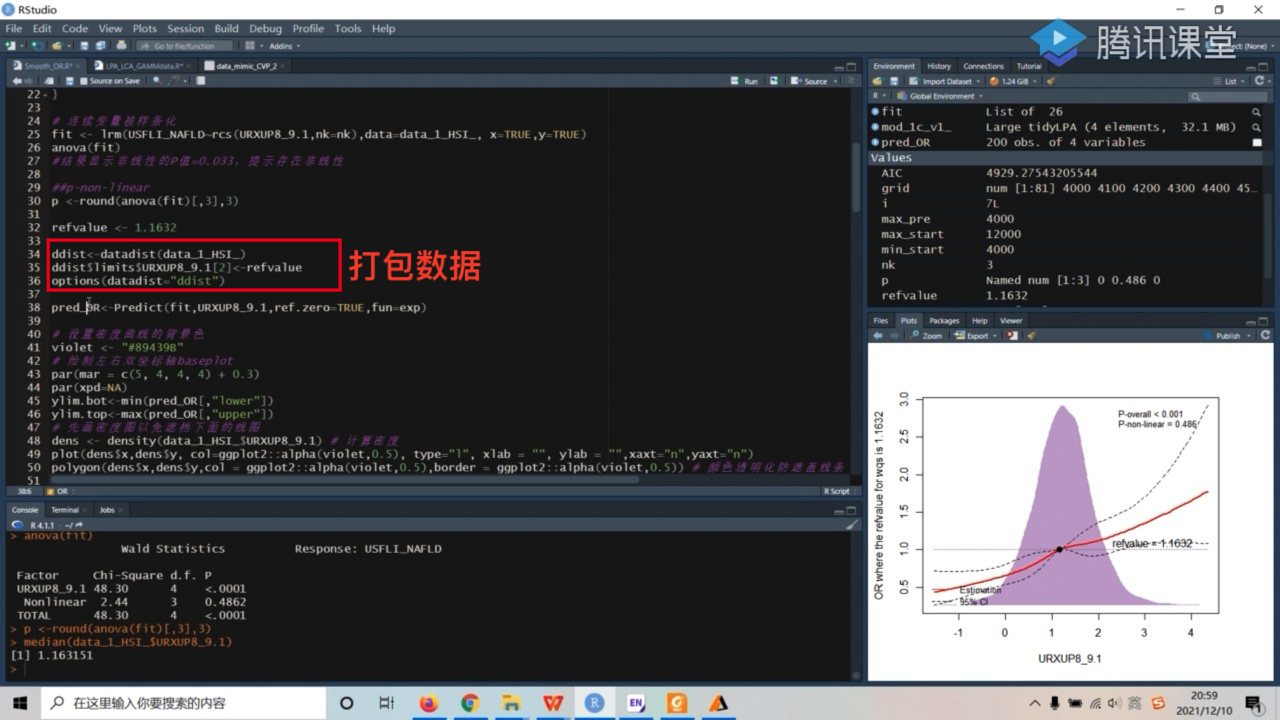 RStudio
File Edit Code View Plots Session Build Debug Profile Tools Help
Go to file/function Addins
腾讯课堂
Smooth_OR.R* LPA_LCA_GAMMdata.R* data_mimic_CVP_2
Source on Save Run Source
22 }
23
24 # 连续变量被样条化
25 fit <- lrm(USFLI_NAFLD~rcs(URXUP8_9.1,nk=nk),data=data_1_HSI_, x=TRUE,y=TRUE)
26 anova(fit)
27 #结果显示非线性的P值=0.033，提示存在非线性
28
29 ##p-non-linear
30 p <-round(anova(fit)[,3],3)
31
32 refvalue <- 1.1632
33
34 ddist<-datadist(data_1_HSI_)
35 ddist$limits$URXUP8_9.1[2]<-refvalue
36 options(datadist="ddist")
打包数据
37
38 pred_OR<-Predict(fit,URXUP8_9.1,ref.zero=TRUE,fun=exp)
39
40 # 设置密度曲线的背景色
41 violet <- "#89439B"
42 # 绘制左右双坐标轴baseplot
43 par(mar = c(5, 4, 4, 4) + 0.3)
44 par(xpd=NA)
45 ylim.bot<-min(pred_OR[,"lower"])
46 ylim.top<-max(pred_OR[,"upper"])
47 # 先画密度图以免遮挡下面的线图
48 dens <- density(data_1_HSI_$URXUP8_9.1) # 计算密度
49 plot(dens$x,dens$y, col=ggplot2::alpha(violet,0.5), type="l", xlab = "", ylab = "",xaxt="n",yaxt="n")
50 polygon(dens$x,dens$y,col = ggplot2::alpha(violet,0.5),border = ggplot2::alpha(violet,0.5)) # 颜色透明化防遮盖线条
51
38:6 OR R Script
Console Terminal Jobs
R 4.1.1 · ~/
> anova(fit)
Wald Statistics Response: USFLI_NAFLD
Factor Chi-Square d.f. P
URXUP8_9.1 48.30 4 <.0001
Nonlinear 2.44 3 0.4862
TOTAL 48.30 4 <.0001
> p <-round(anova(fit)[,3],3)
> median(data_1_HSI_$URXUP8_9.1)
[1] 1.163151
>
Environment History Connections Tutorial
Import Dataset 1.24 GiB List
R Global Environment
fit List of 26
mod_1c_v1_ Large tidyLPA (4 elements, 32.1 MB)
pred_OR 200 obs. of 4 variables
Values
AIC 4929.27543205544
grid num [1:81] 4000 4100 4200 4300 4400 45…
i 7L
max_pre 4000
max_start 12000
min_start 4000
nk 3
p Named num [1:3] 0 0.486 0
refvalue 1.1632
Files Plots Packages Help Viewer
Zoom Export Publish
OR where the refvalue for wqs is 1.1632
3.0
2.5
2.0
1.5
1.0
0.5
P-overall < 0.001
P-non-linear = 0.486
refvalue = 1.1632
Estimation
95% CI
-1 0 1 2 3 4
URXUP8_9.1
在这里输入你要搜索的内容
EN
英
20:59
2021/12/10
1